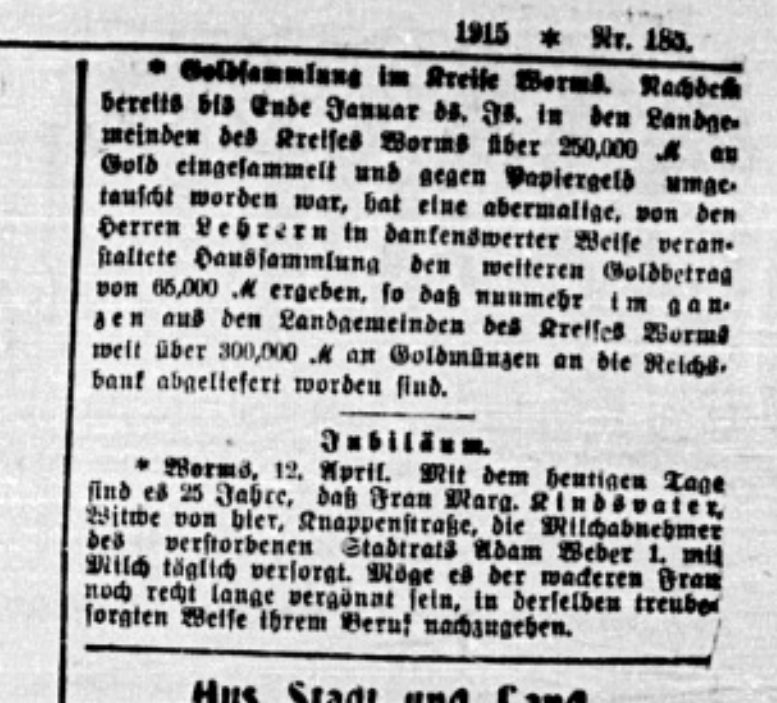 1915 * Nr. 185.
* Goldsammlung im Kreise Worms. Nachdem
bereits bis Ende Januar ds. Js. in den Landge-
meinden des Kreises Worms über 250,000 ℳ an
Gold eingesammelt und gegen Papiergeld umge-
tauscht worden war, hat eine abermalige, von den
Herren Lehrern in dankenswerter Weise veran-
staltete Haussammlung den weiteren Goldbetrag
von 65,000 ℳ ergeben, so daß nunmehr im gan-
zen aus den Landgemeinden des Kreises Worms
weit über 300,000 ℳ an Goldmünzen an die Reichs-
bank abgeliefert worden sind.
Jubiläum.
* Worms, 12. April. Mit dem heutigen Tage
sind es 25 Jahre, daß Frau Marg. Kindsvater,
Witwe von hier, Knappenstraße, die Milchabnehmer
des verstorbenen Stadtrats Adam Weber 1. mit
Milch täglich versorgt. Möge es der wackeren Frau
noch recht lange vergönnt sein, in derselben treube-
sorgten Weise ihrem Beruf nachzugehen.
Aus Stadt und Land.